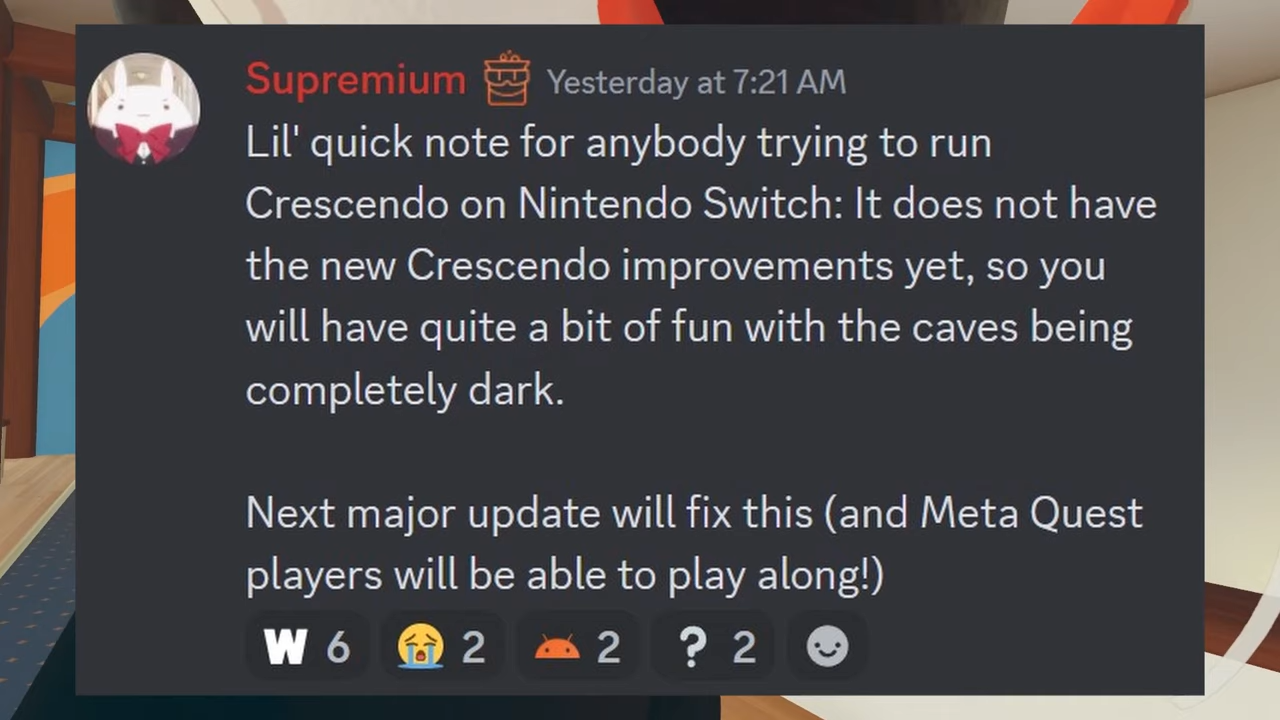 Supremium Yesterday at 7:21 AM
Lil' quick note for anybody trying to run
Crescendo on Nintendo Switch: It does not have
the new Crescendo improvements yet, so you
will have quite a bit of fun with the caves being
completely dark.
Next major update will fix this (and Meta Quest
players will be able to play along!)
W 6 2 2 ? 2